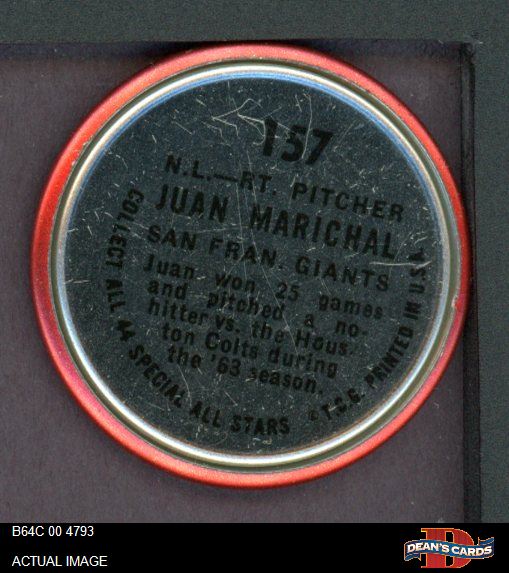 157
N.L.—RT. PITCHER
JUAN MARICHAL
SAN FRAN. GIANTS
Juan won 25 games
and pitched a no-
hitter vs. the Hous-
ton Colts during
the '63 season.
COLLECT ALL 44 SPECIAL ALL STARS
©T.C.G. PRINTED IN U.S.A.
B64C 00 4793
ACTUAL IMAGE
D
DEAN'S CARDS